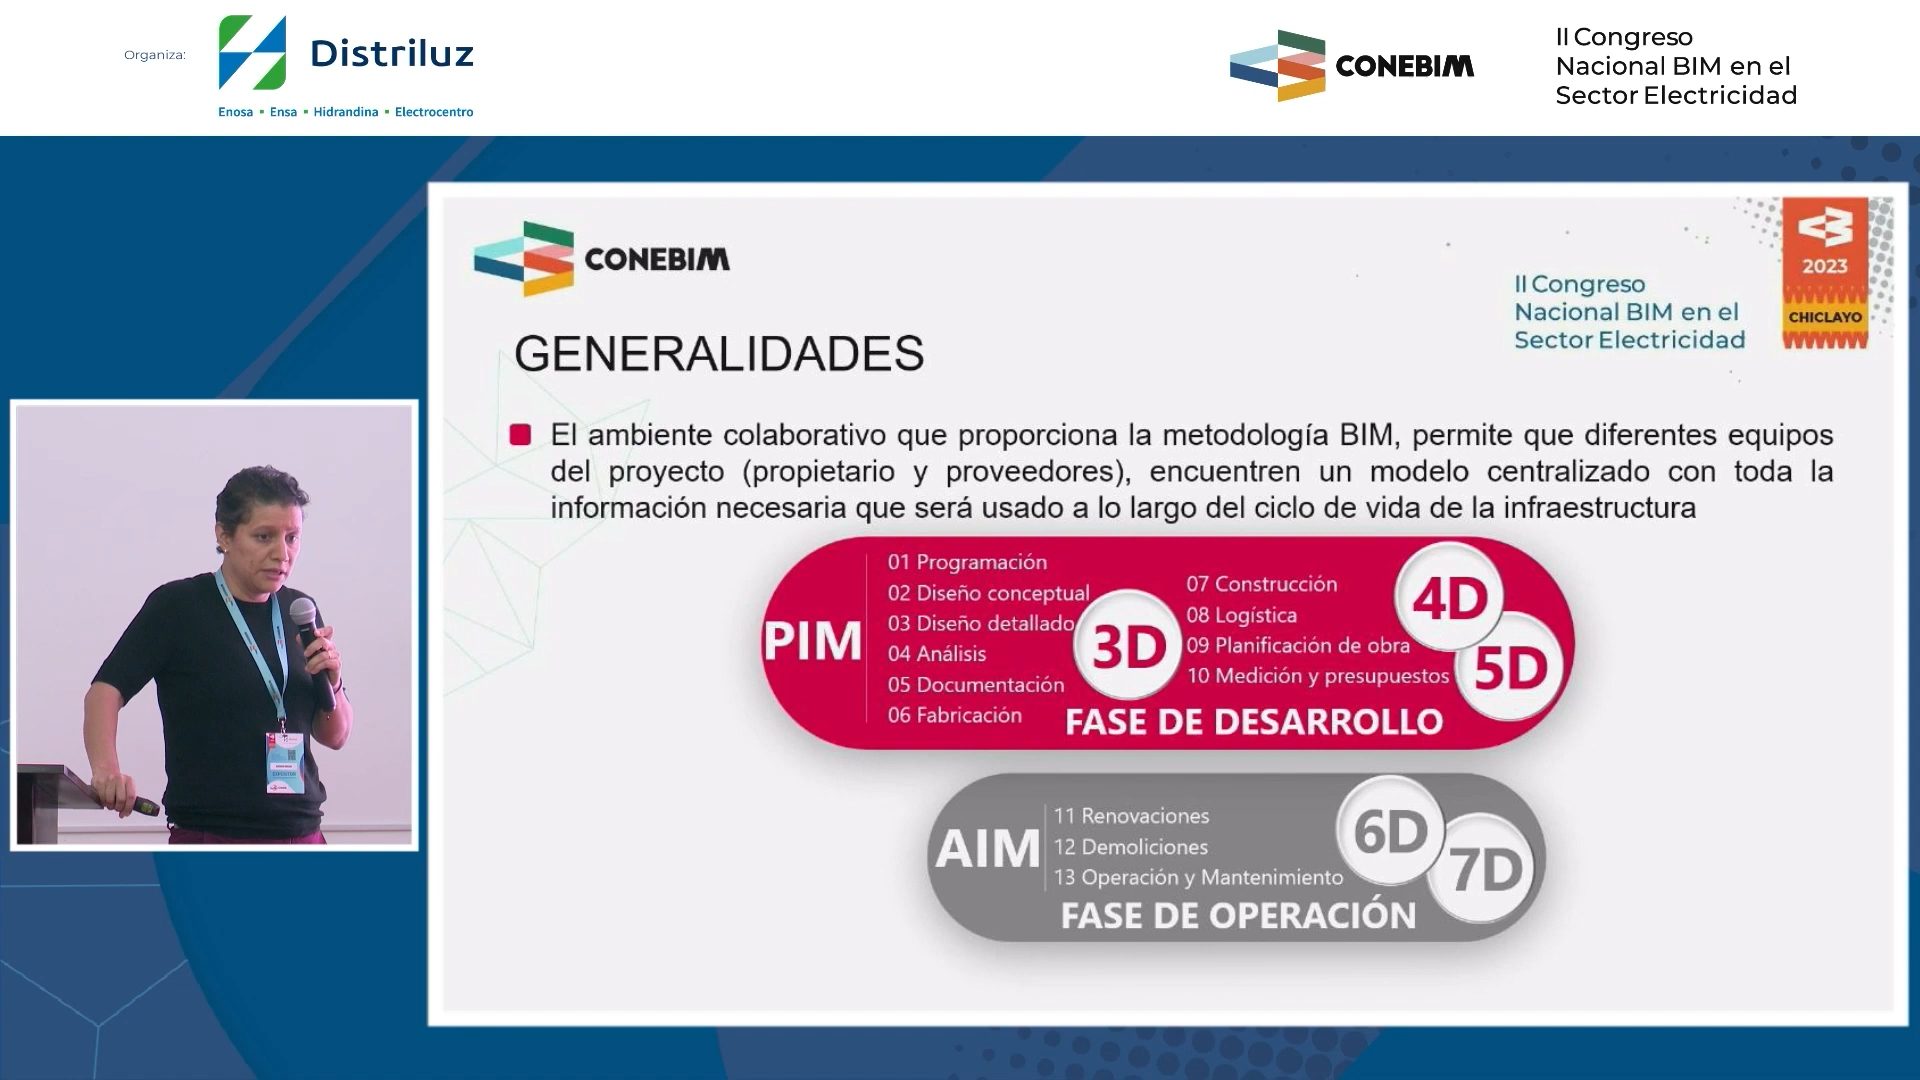 Organiza:
Distriluz
Enosa ▪ Ensa ▪ Hidrandina ▪ Electrocentro
CONEBIM
II Congreso
Nacional BIM en el
Sector Electricidad
CONEBIM
2023
CHICLAYO
II Congreso
Nacional BIM en el
Sector Electricidad
GENERALIDADES
El ambiente colaborativo que proporciona la metodología BIM, permite que diferentes equipos
del proyecto (propietario y proveedores), encuentren un modelo centralizado con toda la
información necesaria que será usado a lo largo del ciclo de vida de la infraestructura
PIM
01 Programación
02 Diseño conceptual
03 Diseño detallado
04 Análisis
05 Documentación
06 Fabricación
3D
07 Construcción
08 Logística
09 Planificación de obra
10 Medición y presupuestos
4D
5D
FASE DE DESARROLLO
AIM
11 Renovaciones
12 Demoliciones
13 Operación y Mantenimiento
6D
7D
FASE DE OPERACIÓN